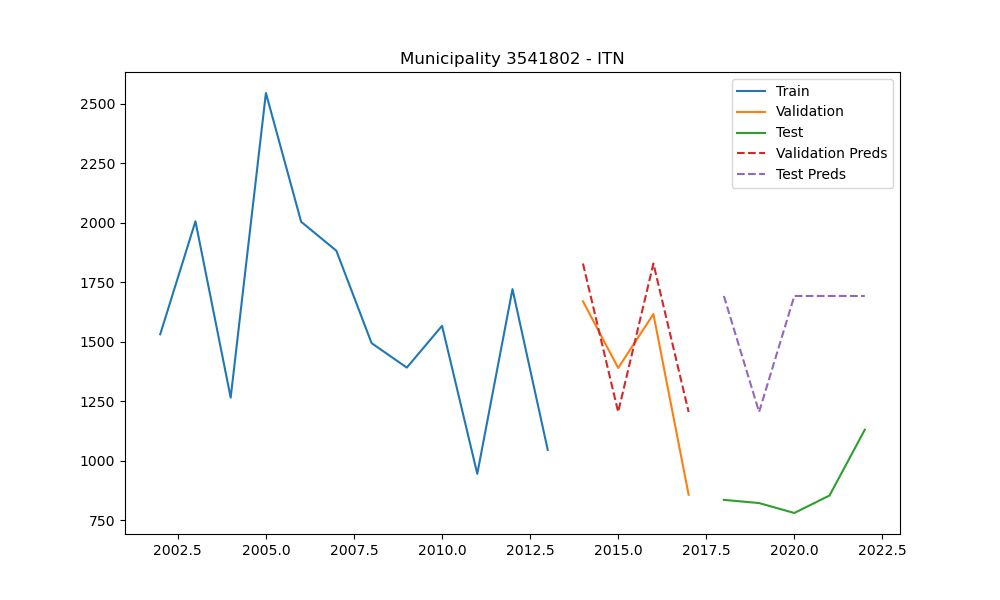 Municipality 3541802 - ITN
Train
Validation
Test
Validation Preds
Test Preds
2500
2250
2000
1750
1500
1250
1000
750
2002.5 2005.0 2007.5 2010.0 2012.5 2015.0 2017.5 2020.0 2022.5